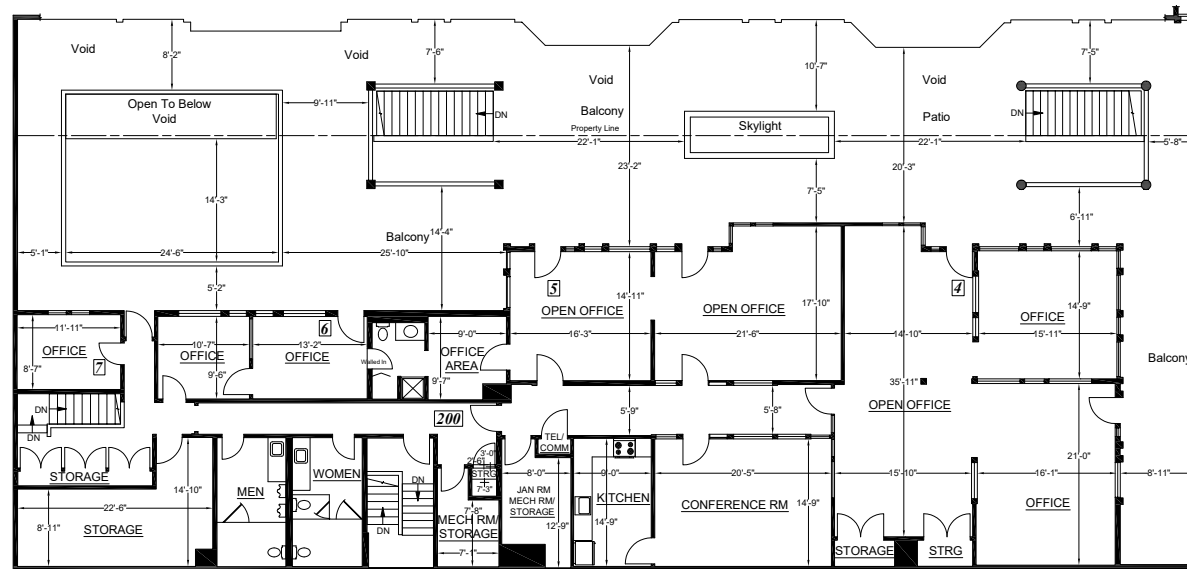 Void
8'-2"
Void
7'-6"
Void
10'-7"
Void
7'-5"
Open To Below
Void
9'-11"
DN
Balcony
Property Line
Skylight
Patio
DN
22'-1"
22'-1"
5'-8"
23'-2"
20'-3"
7'-5"
14'-3"
6'-11"
14'-4"
Balcony
5'-1"
24'-6"
25'-10"
5'-2"
5
4
OPEN OFFICE
14'-11"
OPEN OFFICE
17'-10"
14'-9"
OFFICE
11'-11"
6
9'-0"
16'-3"
21'-6"
14'-10"
15'-11"
OFFICE
7
10'-7"
OFFICE
13'-2"
OFFICE
Walled In
OFFICE
AREA
Balcony
8'-7"
9'-6"
9'-7"
35'-11"
OPEN OFFICE
DN
DN
200
5'-9"
5'-8"
21'-0"
TEL/
COMM
3'-0"
2'-6"
STRG
7'-3"
STORAGE
14'-10"
MEN
WOMEN
DN
DN
8'-0"
9'-0"
20'-5"
15'-10"
16'-1"
8'-11"
22'-6"
JAN RM
MECH RM/
STORAGE
KITCHEN
CONFERENCE RM
OFFICE
8'-11"
STORAGE
7'-8"
MECH RM/
STORAGE
7'-1"
12'-9"
14'-9"
14'-9"
STORAGE
STRG